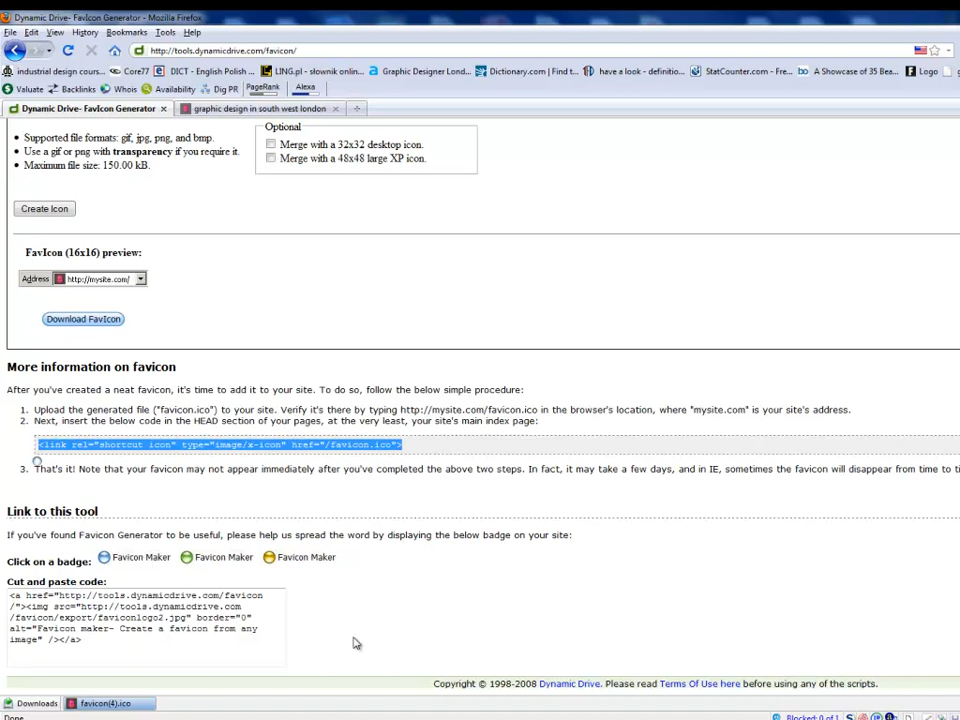 Dynamic Drive- FavIcon Generator - Mozilla Firefox
File Edit View History Bookmarks Tools Help
http://tools.dynamicdrive.com/favicon/
industrial design cours... Core77 DICT - English Polish ... LING.pl - słownik onlin... Graphic Designer Lond... Dictionary.com | Find t... have a look - definitio... StatCounter.com - Fre... A Showcase of 35 Bea... Logo
Valuate Backlinks Whois Availability Dig PR PageRank Alexa
Dynamic Drive- FavIcon Generator graphic design in south west london
Optional
Supported file formats: gif, jpg, png, and bmp.
Use a gif or png with transparency if you require it.
Maximum file size: 150.00 kB.
Merge with a 32x32 desktop icon.
Merge with a 48x48 large XP icon.
Create Icon
FavIcon (16x16) preview:
Address http://mysite.com/
Download FavIcon
More information on favicon
After you've created a neat favicon, it's time to add it to your site. To do so, follow the below simple procedure:
1. Upload the generated file ("favicon.ico") to your site. Verify it's there by typing http://mysite.com/favicon.ico in the browser's location, where "mysite.com" is your site's address.
2. Next, insert the below code in the HEAD section of your pages, at the very least, your site's main index page:
<link rel="shortcut icon" type="image/x-icon" href="/favicon.ico">
3. That's it! Note that your favicon may not appear immediately after you've completed the above two steps. In fact, it may take a few days, and in IE, sometimes the favicon will disappear from time to
Link to this tool
If you've found Favicon Generator to be useful, please help us spread the word by displaying the below badge on your site:
Click on a badge: Favicon Maker Favicon Maker Favicon Maker
Cut and paste code:
<a href="http://tools.dynamicdrive.com/favicon
/"><img src="http://tools.dynamicdrive.com
/favicon/export/faviconlogo2.jpg" border="0"
alt="Favicon maker- Create a favicon from any
image" /></a>
Copyright © 1998-2008 Dynamic Drive. Please read Terms Of Use here before using any of the scripts.
Downloads favicon(4).ico
Done
Blocked: 0 of 1